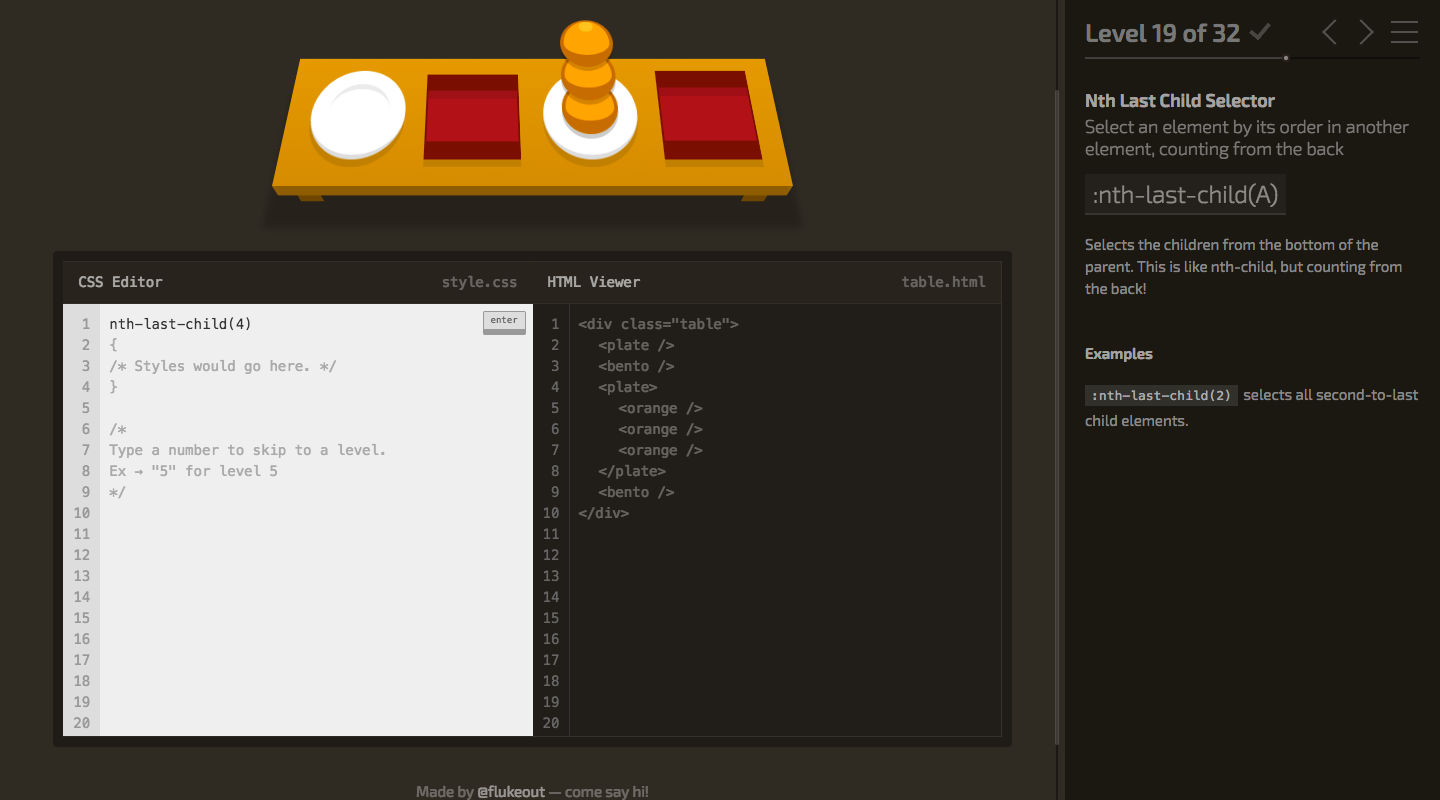 Level 19 of 32
Nth Last Child Selector
Select an element by its order in another
element, counting from the back
:nth-last-child(A)
Selects the children from the bottom of the
parent. This is like nth-child, but counting from
the back!
Examples
:nth-last-child(2) selects all second-to-last
child elements.
CSS Editor
style.css
1 nth-last-child(4)
enter
2 {
3 /* Styles would go here. */
4 }
5
6 /*
7 Type a number to skip to a level.
8 Ex → "5" for level 5
9 */
10
11
12
13
14
15
16
17
18
19
20
HTML Viewer
table.html
1 <div class="table">
2 <plate />
3 <bento />
4 <plate>
5 <orange />
6 <orange />
7 <orange />
8 </plate>
9 <bento />
10 </div>
11
12
13
14
15
16
17
18
19
20
Made by @flukeout — come say hi!